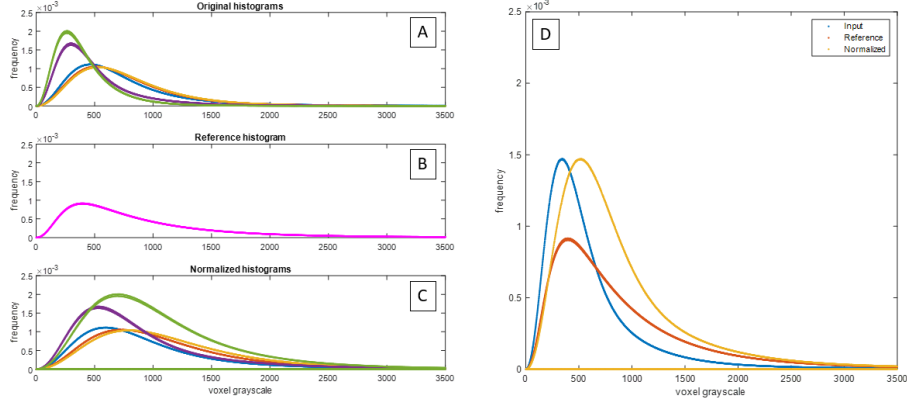 Original histograms
×10⁻³
2.5
2
1.5
1
0.5
0
frequency
A
0 500 1000 1500 2000 2500 3000 3500
Reference histogram
×10⁻³
2.5
2
1.5
1
0.5
0
frequency
B
0 500 1000 1500 2000 2500 3000 3500
Normalized histograms
×10⁻³
2.5
2
1.5
1
0.5
0
frequency
C
0 500 1000 1500 2000 2500 3000 3500
voxel grayscale
×10⁻³
2.5
2
1.5
1
0.5
0
frequency
D
Input
Reference
Normalized
0 500 1000 1500 2000 2500 3000 3500
voxel grayscale